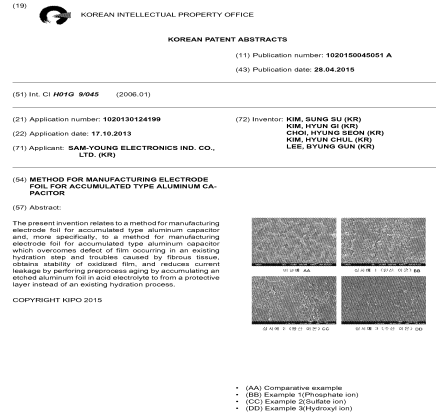 (19)
KOREAN INTELLECTUAL PROPERTY OFFICE
KOREAN PATENT ABSTRACTS
(11) Publication number: 1020150045051 A
(43) Publication date: 28.04.2015
(51) Int. Cl H01G 9/045 (2006.01)
(21) Application number: 1020130124199
(22) Application date: 17.10.2013
(71) Applicant: SAM-YOUNG ELECTRONICS IND. CO.,
LTD. (KR)
(72) Inventor: KIM, SUNG SU (KR)
KIM, HYUN GI (KR)
CHOI, HYUNG SEON (KR)
KIM, HYUN CHUL (KR)
LEE, BYUNG GUN (KR)
(54) METHOD FOR MANUFACTURING ELECTRODE
FOIL FOR ACCUMULATED TYPE ALUMINUM CA-
PACITOR
(57) Abstract:
The present invention relates to a method for manufacturing
electrode foil for accumulated type aluminum capacitor
and, more specifically, to a method for manufacturing
electrode foil for accumulated type aluminum capacitor
which overcomes defect of film occurring in an existing
hydration step and troubles caused by fibrous tissue,
obtains stability of oxidized film, and reduces current
leakage by perforing preprocess aging by accumulating an
etched aluminum foil in acid electrolyte to form a protective
layer instead of an existing hydration process.
COPYRIGHT KIPO 2015
AA
BB
CC
DD
(AA) Comparative example
(BB) Example 1(Phosphate ion)
(CC) Example 2(Sulfate ion)
(DD) Example 3(Hydroxyl ion)